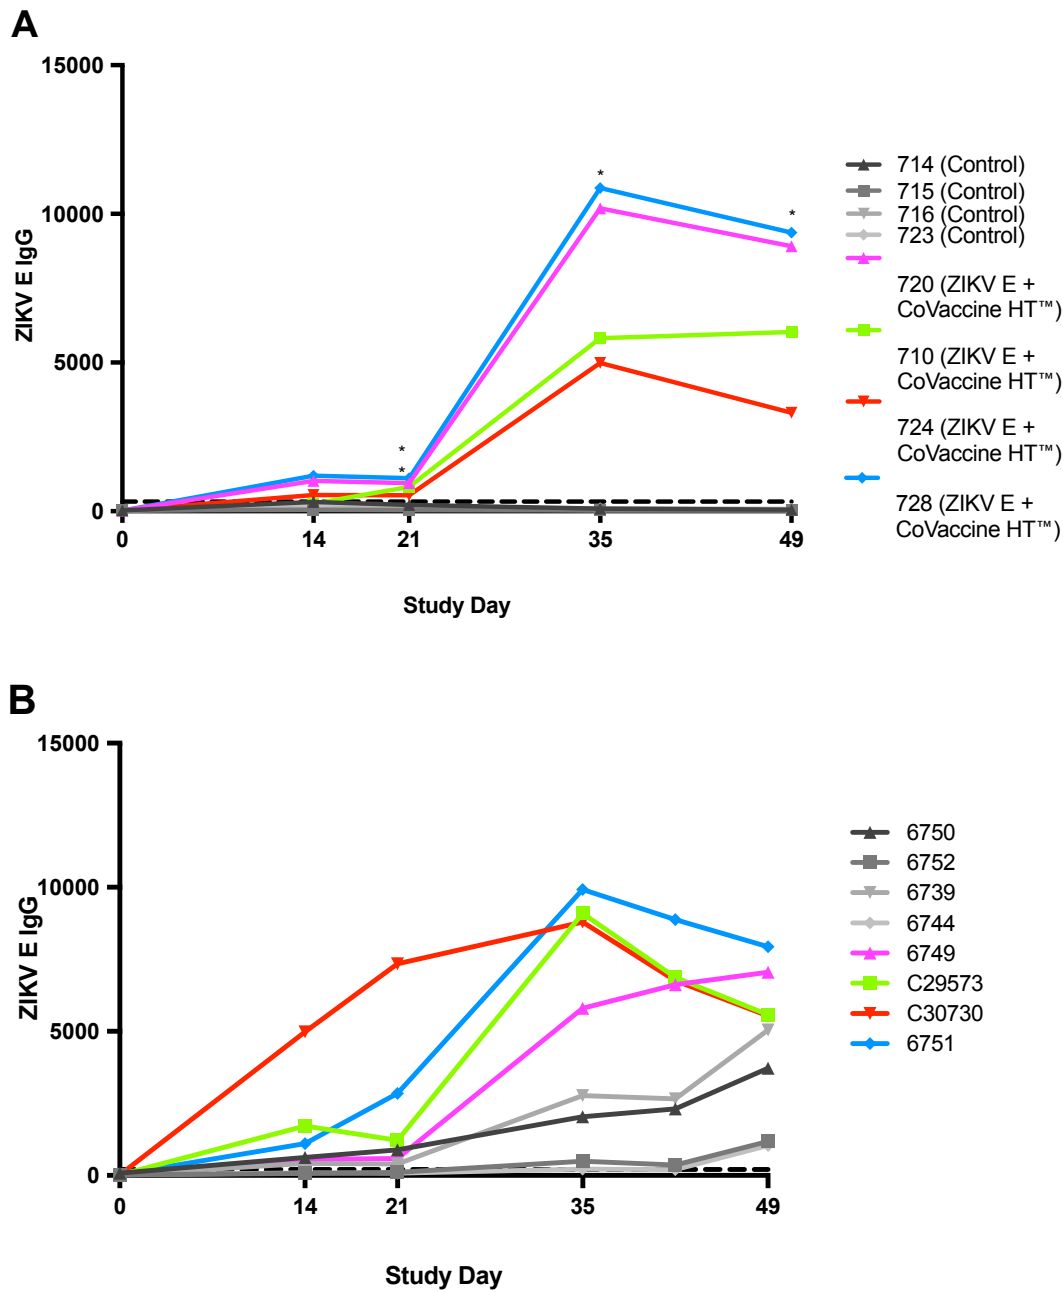 A
15000
10000
5000
0
ZIKV E IgG
*
*
*
*
0 14 21 35 49
Study Day
714 (Control)
715 (Control)
716 (Control)
723 (Control)
720 (ZIKV E +
CoVaccine HT™)
710 (ZIKV E +
CoVaccine HT™)
724 (ZIKV E +
CoVaccine HT™)
728 (ZIKV E +
CoVaccine HT™)
B
15000
10000
5000
0
ZIKV E IgG
0 14 21 35 49
Study Day
6750
6752
6739
6744
6749
C29573
C30730
6751